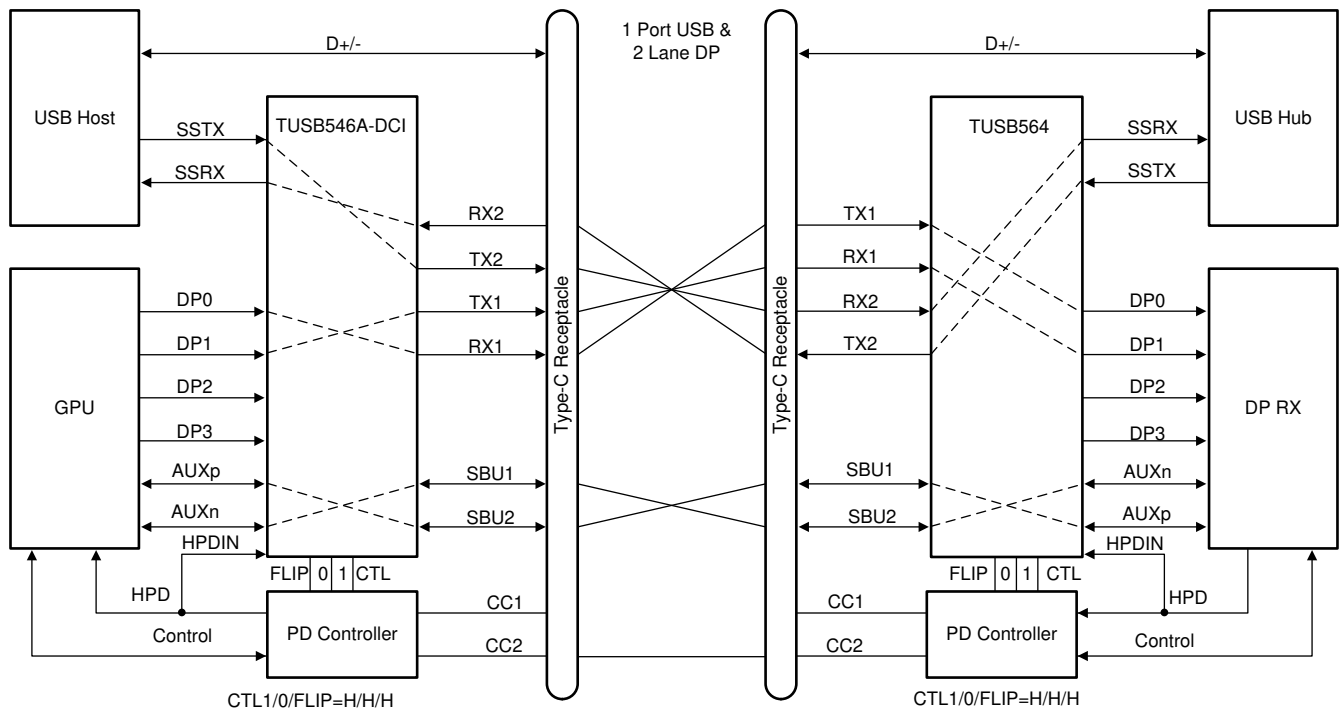 1 Port USB &
2 Lane DP
D+/-
D+/-
USB Host
TUSB546A-DCI
TUSB564
USB Hub
SSTX
SSRX
SSRX
SSTX
RX2
TX2
TX1
RX1
TX1
RX1
RX2
TX2
Type-C Receptacle
Type-C Receptacle
GPU
DP0
DP1
DP2
DP3
AUXp
AUXn
HPDIN
DP RX
DP0
DP1
DP2
DP3
AUXn
AUXp
HPDIN
SBU1
SBU2
SBU1
SBU2
FLIP 0 1 CTL
FLIP 0 1 CTL
HPD
Control
PD Controller
CC1
CC2
CC1
CC2
PD Controller
HPD
Control
CTL1/0/FLIP=H/H/H
CTL1/0/FLIP=H/H/H